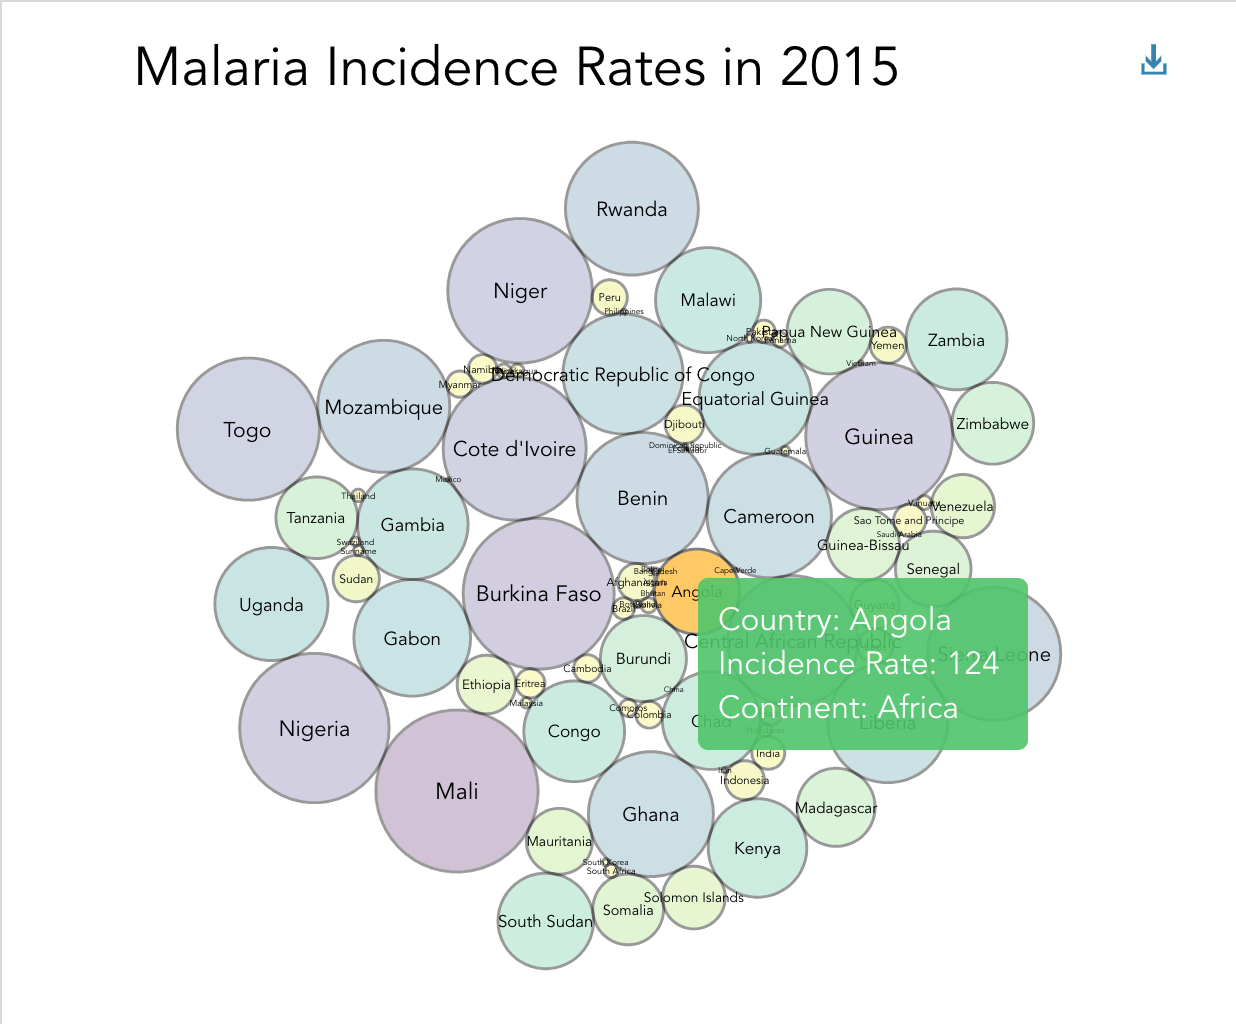 Malaria Incidence Rates in 2015
Rwanda
Niger
Peru
Philippines
Malawi
Papua New Guinea
North Korea
Panama
Yemen
Zambia
Vietnam
Namibia
Myanmar
Democratic Republic of Congo
Equatorial Guinea
Mozambique
Togo
Cote d'Ivoire
Djibouti
Dominican Republic
El Salvador
Guatemala
Guinea
Zimbabwe
Mexico
Thailand
Benin
Cameroon
Tanzania
Gambia
Vanuatu
Venezuela
Sao Tome and Principe
Saudi Arabia
Guinea-Bissau
Senegal
Swaziland
Suriname
Sudan
Bangladesh
Cape Verde
Afghanistan
Bhutan
Brazil
Angola
Burkina Faso
Uganda
Guyana
Country: Angola
Incidence Rate: 124
Continent: Africa
Central African Republic
Sierra Leone
Gabon
Burundi
Cambodia
Ethiopia
Eritrea
Malaysia
China
Comoros
Colombia
Chad
Liberia
Honduras
Nigeria
Congo
India
Iran
Indonesia
Mali
Ghana
Madagascar
Mauritania
Kenya
South Korea
South Africa
Solomon Islands
Somalia
South Sudan